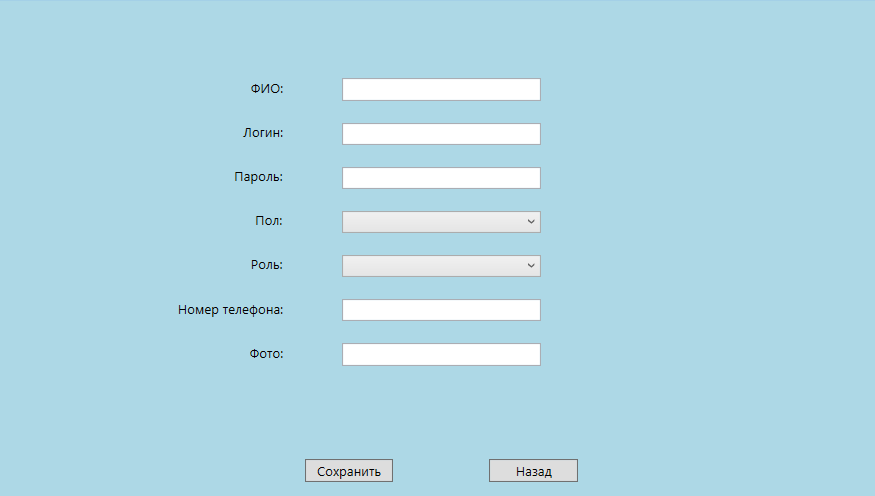 ФИО:
Логин:
Пароль:
Пол:
Роль:
Номер телефона:
Фото:
Сохранить
Назад